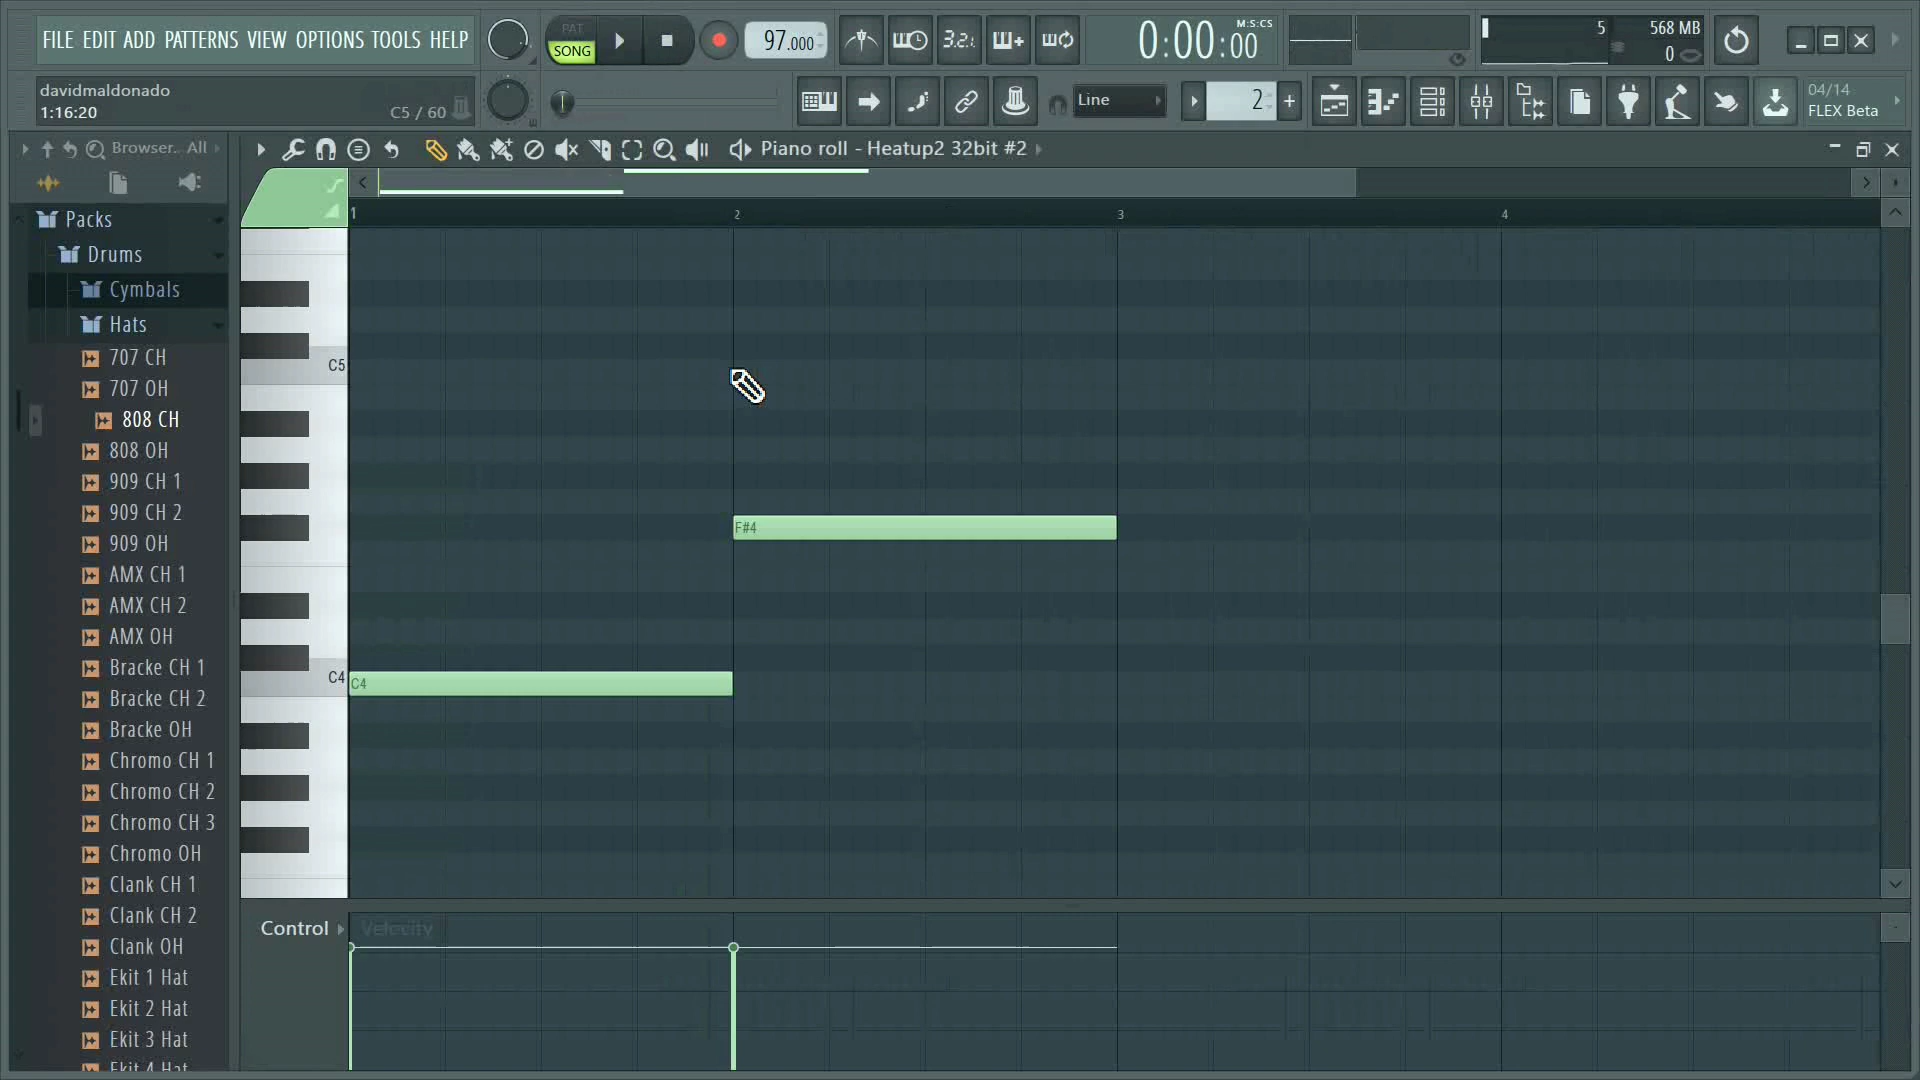 FILE EDIT ADD PATTERNS VIEW OPTIONS TOOLS HELP
PAT
SONG
97.000
3.2.1.
0:00:00
M:S:CS
5
568 MB
0
davidmaldonado
1:16:20
C5 / 60
Line
2
04/14
FLEX Beta
Browser.. All
Piano roll - Heatup2 32bit #2
Packs
Drums
Cymbals
Hats
707 CH
707 OH
808 CH
808 OH
909 CH 1
909 CH 2
909 OH
AMX CH 1
AMX CH 2
AMX OH
Bracke CH 1
Bracke CH 2
Bracke OH
Chromo CH 1
Chromo CH 2
Chromo CH 3
Chromo OH
Clank CH 1
Clank CH 2
Clank OH
Ekit 1 Hat
Ekit 2 Hat
Ekit 3 Hat
Ekit 4 Hat
1
2
3
4
C5
F#4
C4
C4
Control
Velocity